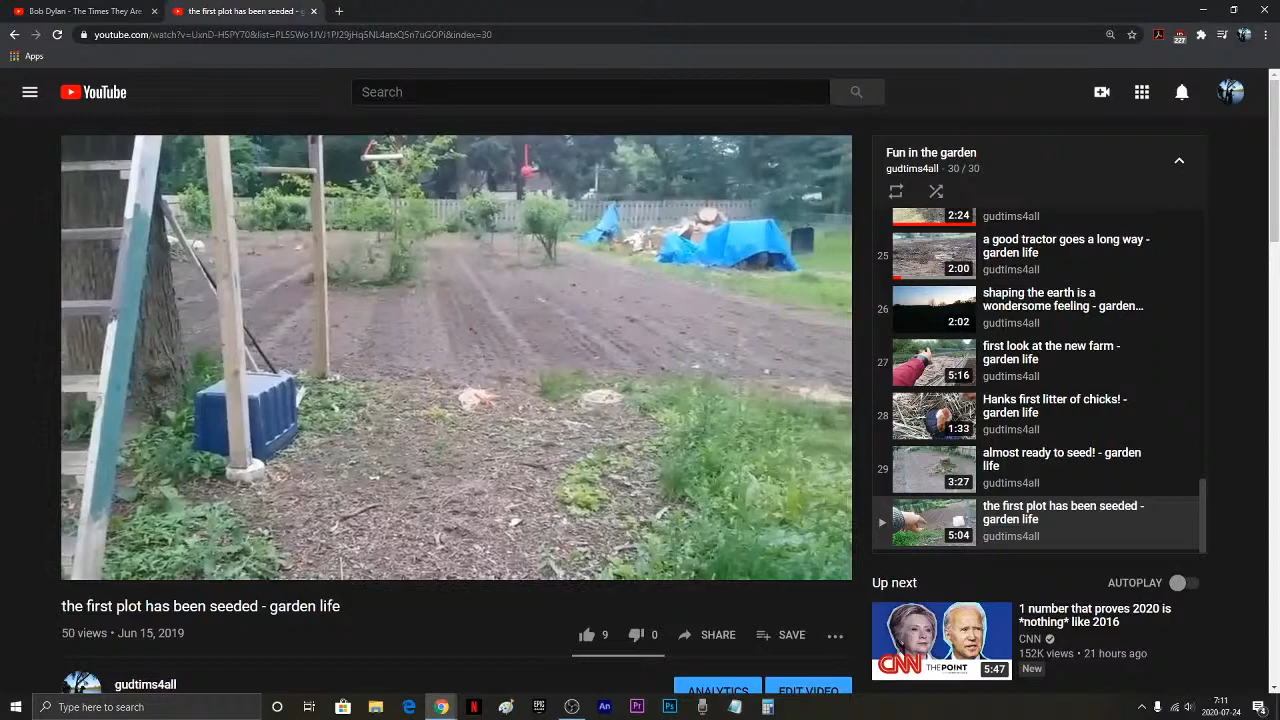 Bob Dylan - The Times They Are
the first plot has been seeded - g
youtube.com/watch?v=UxnD-H5PY70&list=PL5SWo1JVJ1PJ29jHq5NL4atxQSn7uGOPi&index=30
227
Apps
YouTube
Search
Fun in the garden
gudtims4all - 30 / 30
2:24
gudtims4all
25
a good tractor goes a long way -
garden life
2:00
gudtims4all
26
shaping the earth is a
wondersome feeling - garden...
2:02
gudtims4all
27
first look at the new farm -
garden life
5:16
gudtims4all
28
Hanks first litter of chicks! -
garden life
1:33
gudtims4all
29
almost ready to seed! - garden
life
3:27
gudtims4all
the first plot has been seeded -
garden life
5:04
gudtims4all
the first plot has been seeded - garden life
50 views • Jun 15, 2019
9
0
SHARE
SAVE
gudtims4all
ANALYTICS
EDIT VIDEO
Up next
AUTOPLAY
1 number that proves 2020 is
*nothing* like 2016
CNN
152K views • 21 hours ago
New
CNN THE POINT
5:47
Type here to search
N
EPIC
An
Pr
Ps
7:11
2020-07-24